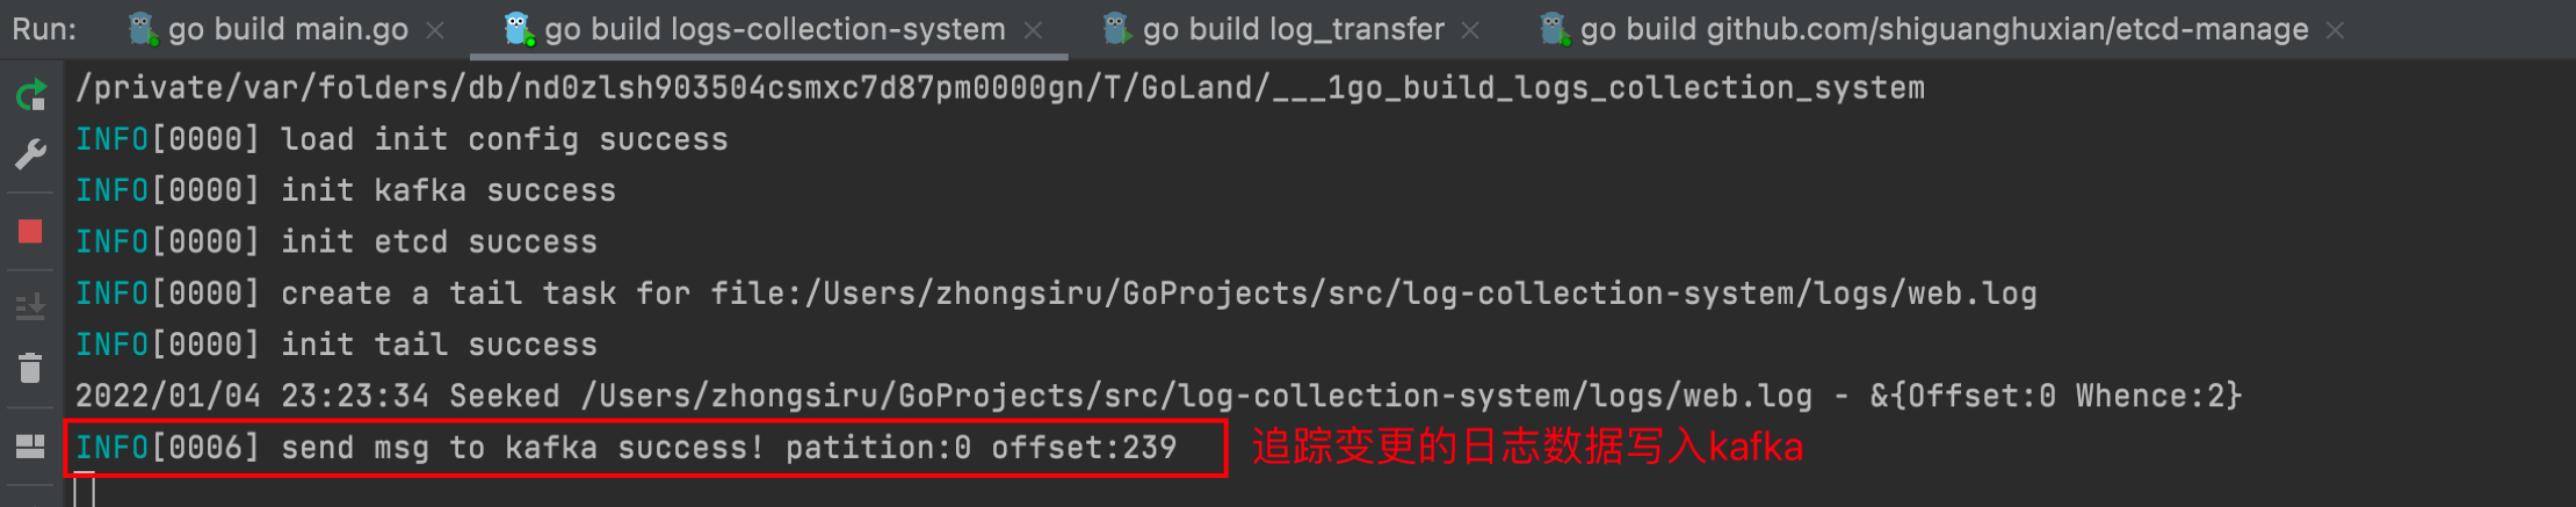 Run: go build main.go × go build logs-collection-system × go build log_transfer × go build github.com/shiguanghuxian/etcd-manage ×
/private/var/folders/db/nd0zlsh903504csmxc7d87pm0000gn/T/GoLand/___1go_build_logs_collection_system
INFO[0000] load init config success
INFO[0000] init kafka success
INFO[0000] init etcd success
INFO[0000] create a tail task for file:/Users/zhongsiru/GoProjects/src/log-collection-system/logs/web.log
INFO[0000] init tail success
2022/01/04 23:23:34 Seeked /Users/zhongsiru/GoProjects/src/log-collection-system/logs/web.log - &{Offset:0 Whence:2}
INFO[0006] send msg to kafka success! patition:0 offset:239 追踪变更的日志数据写入kafka